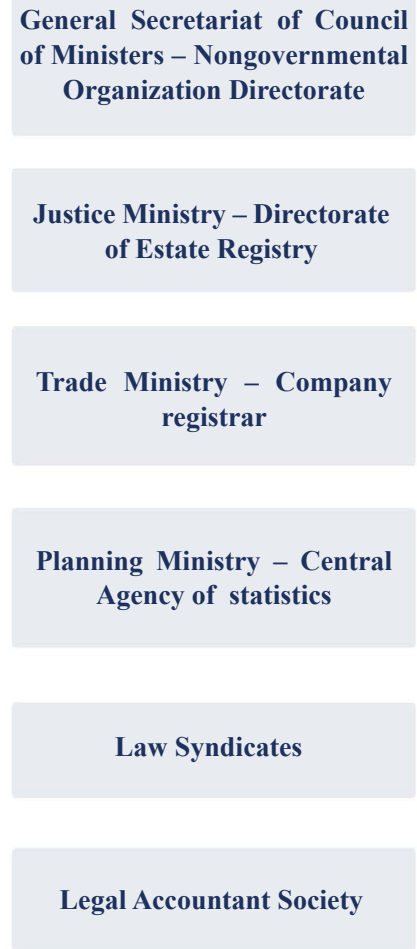 General Secretariat of Council
of Ministers – Nongovernmental
Organization Directorate
Justice Ministry – Directorate
of Estate Registry
Trade Ministry – Company
registrar
Planning Ministry – Central
Agency of statistics
Law Syndicates
Legal Accountant Society